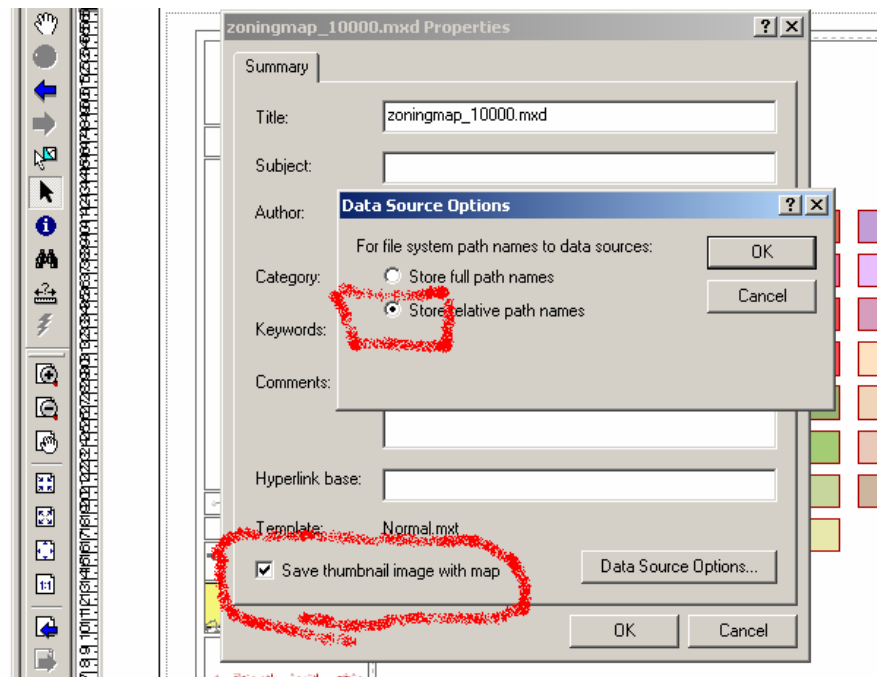 zoningmap_10000.mxd Properties
Summary
Title: zoningmap_10000.mxd
Subject:
Author:
Data Source Options
For file system path names to data sources:
Store full path names
Store relative path names
OK
Cancel
Category:
Keywords:
Comments:
Hyperlink base:
Template: Normal.mxt
Save thumbnail image with map
Data Source Options...
OK Cancel
1:1